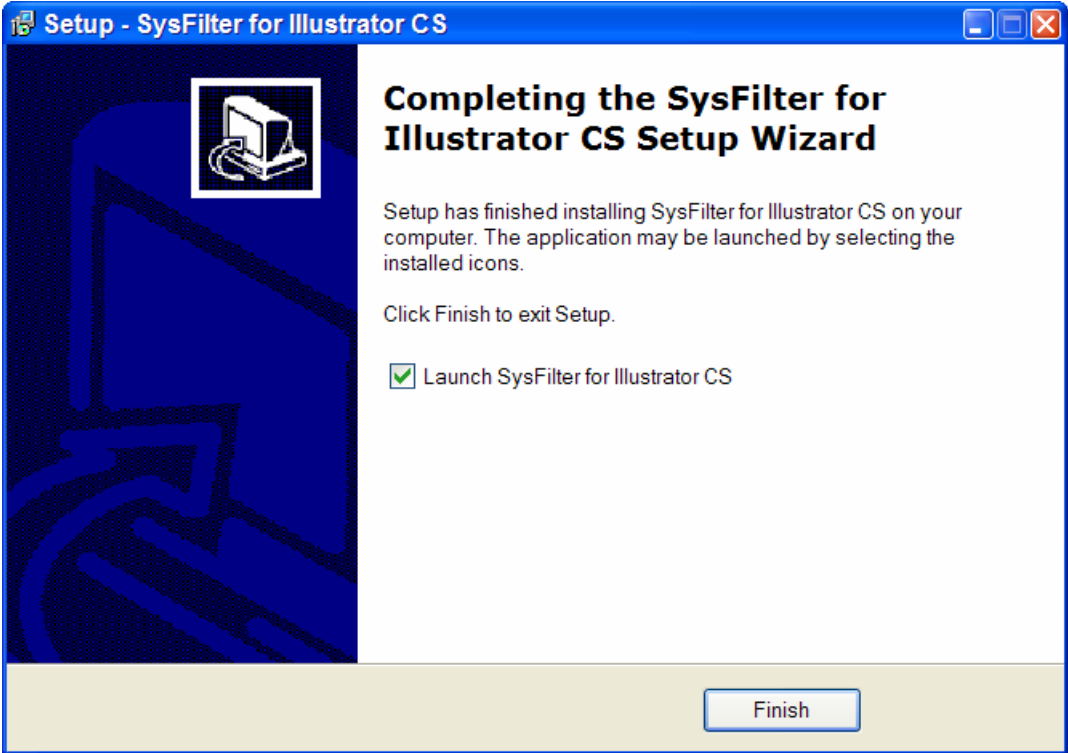 Setup - SysFilter for Illustrator CS
Completing the SysFilter for
Illustrator CS Setup Wizard
Setup has finished installing SysFilter for Illustrator CS on your
computer. The application may be launched by selecting the
installed icons.
Click Finish to exit Setup.
Launch SysFilter for Illustrator CS
Finish